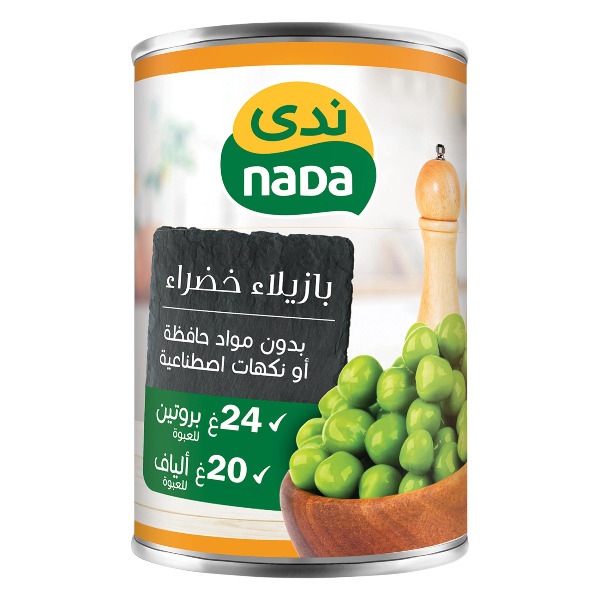 ندى
NADA
بازيلاء خضراء
بدون مواد حافظة
أو نكهات اصطناعية
✓ 24غ بروتين
للعبوة
✓ 20غ ألياف
للعبوة